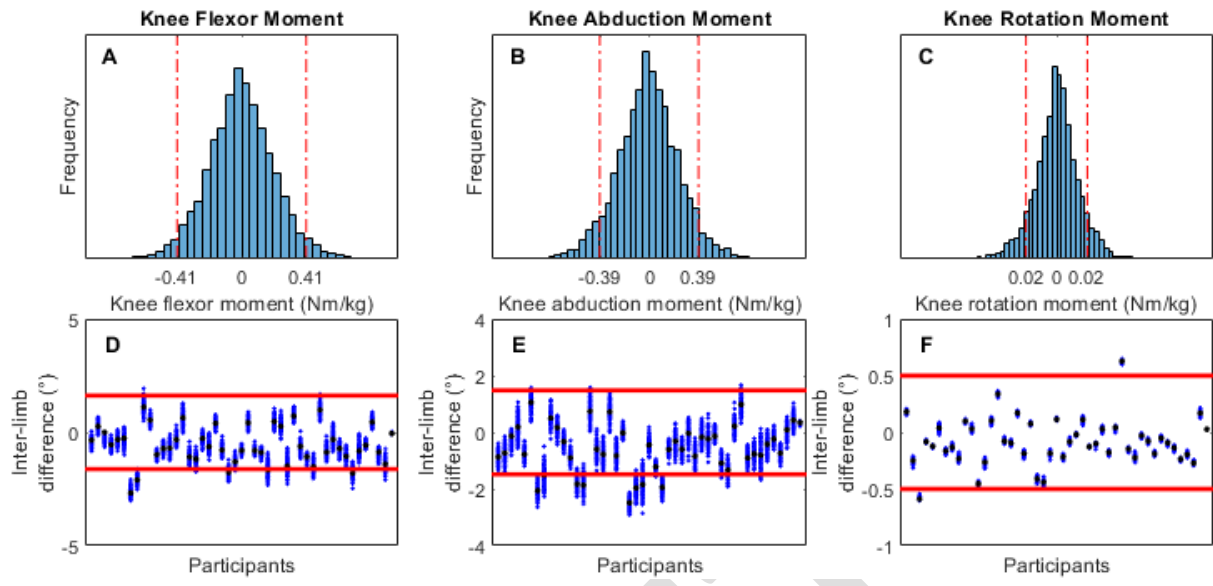 Knee Flexor Moment
A
Frequency
-0.41 0 0.41
Knee flexor moment (Nm/kg)
Knee Abduction Moment
B
Frequency
-0.39 0 0.39
Knee abduction moment (Nm/kg)
Knee Rotation Moment
C
Frequency
0.02 0 0.02
Knee rotation moment (Nm/kg)
D
5
0
-5
Inter-limb
difference (°)
Participants
E
4
2
0
-2
-4
Inter-limb
difference (°)
Participants
F
1
0.5
0
-0.5
-1
Inter-limb
difference (°)
Participants